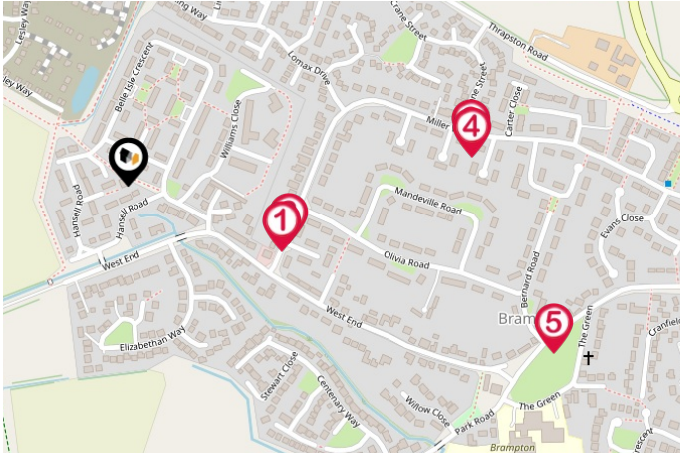 Lesley Way
Crane Street
Thrapston Road
Lomax Drive
Belle Isle Crescent
Williams Close
Miller
Carter Close
4
Hansell Road
Hansell Road
Mandeville Road
1
Evans Close
West End
Olivia Road
Bernard Road
West End
5
The Green
Elizabethan Way
Stewart Close
Centenary Way
Willow Close
Park Road
The Green
Brampton